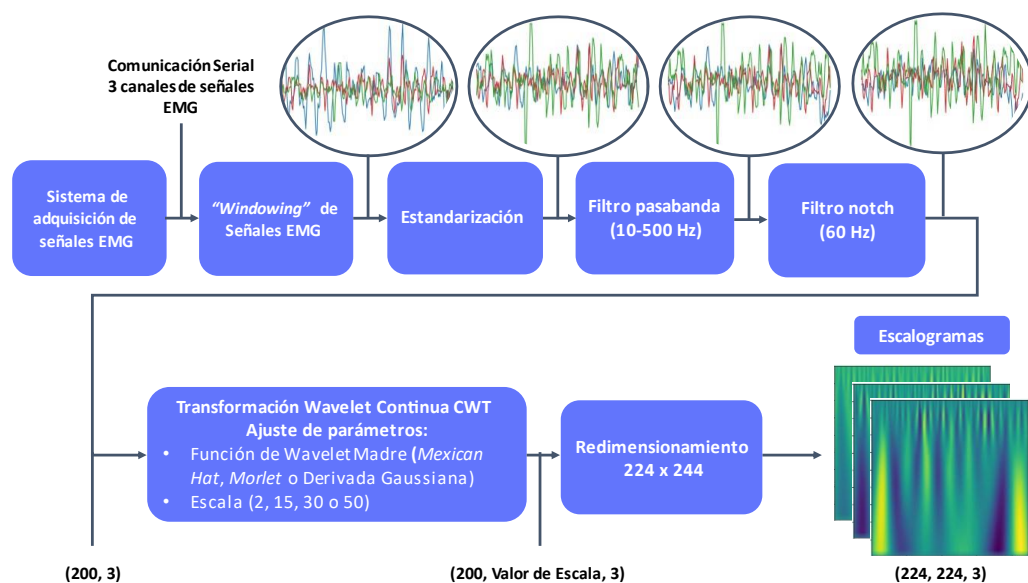 Comunicación Serial
3 canales de señales
EMG
Sistema de
adquisición de
señales EMG
“Windowing” de
Señales EMG
Estandarización
Filtro pasabanda
(10-500 Hz)
Filtro notch
(60 Hz)
Transformación Wavelet Continua CWT
Ajuste de parámetros:
• Función de Wavelet Madre (Mexican
Hat, Morlet o Derivada Gaussiana)
• Escala (2, 15, 30 o 50)
Redimensionamiento
224 x 244
Escalogramas
(200, 3)
(200, Valor de Escala, 3)
(224, 224, 3)